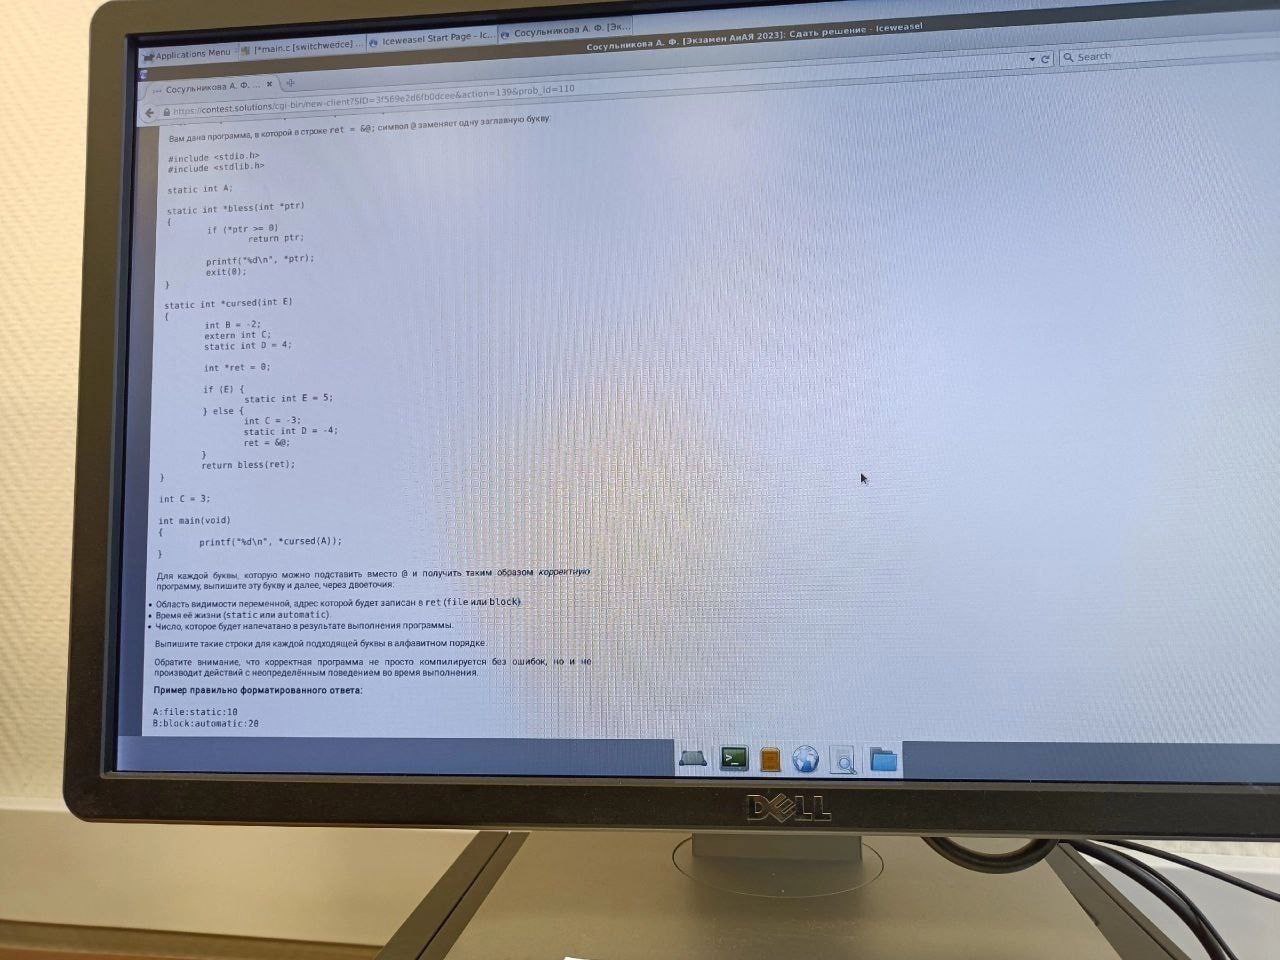 Applications Menu
[*main.c [switchwedce] ...
Iceweasel Start Page - Ic...
Сосульникова А. Ф. [Эк...
Сосульникова А. Ф. [Экзамен АиАЯ 2023]: Сдать решение - Iceweasel
Сосульникова А. Ф. ...
Search
https://contest.solutions/cgi-bin/new-client?SID=3f569e2d6fb0dcee&action=139&prob_id=110
Вам дана программа, в которой в строке ret = &@; символ @ заменяет одну заглавную букву.
#include <stdio.h>
#include <stdlib.h>
static int A;
static int *bless(int *ptr)
{
if (*ptr >= 0)
return ptr;
printf("%d\n", *ptr);
exit(0);
}
static int *cursed(int E)
{
int B = -2;
extern int C;
static int D = 4;
int *ret = 0;
if (E) {
static int E = 5;
} else {
int C = -3;
static int D = -4;
ret = &@;
}
return bless(ret);
}
int C = 3;
int main(void)
{
printf("%d\n", *cursed(A));
}
Для каждой буквы, которую можно подставить вместо @ и получить таким образом корректную
программу, выпишите эту букву и далее, через двоеточия:
• Область видимости переменной, адрес которой будет записан в ret (file или block).
• Время её жизни (static или automatic).
• Число, которое будет напечатано в результате выполнения программы.
Выпишите такие строки для каждой подходящей буквы в алфавитном порядке.
Обратите внимание, что корректная программа не просто компилируется без ошибок, но и не
производит действий с неопределённым поведением во время выполнения.
Пример правильно форматированного ответа:
A:file:static:10
B:block:automatic:20
DELL